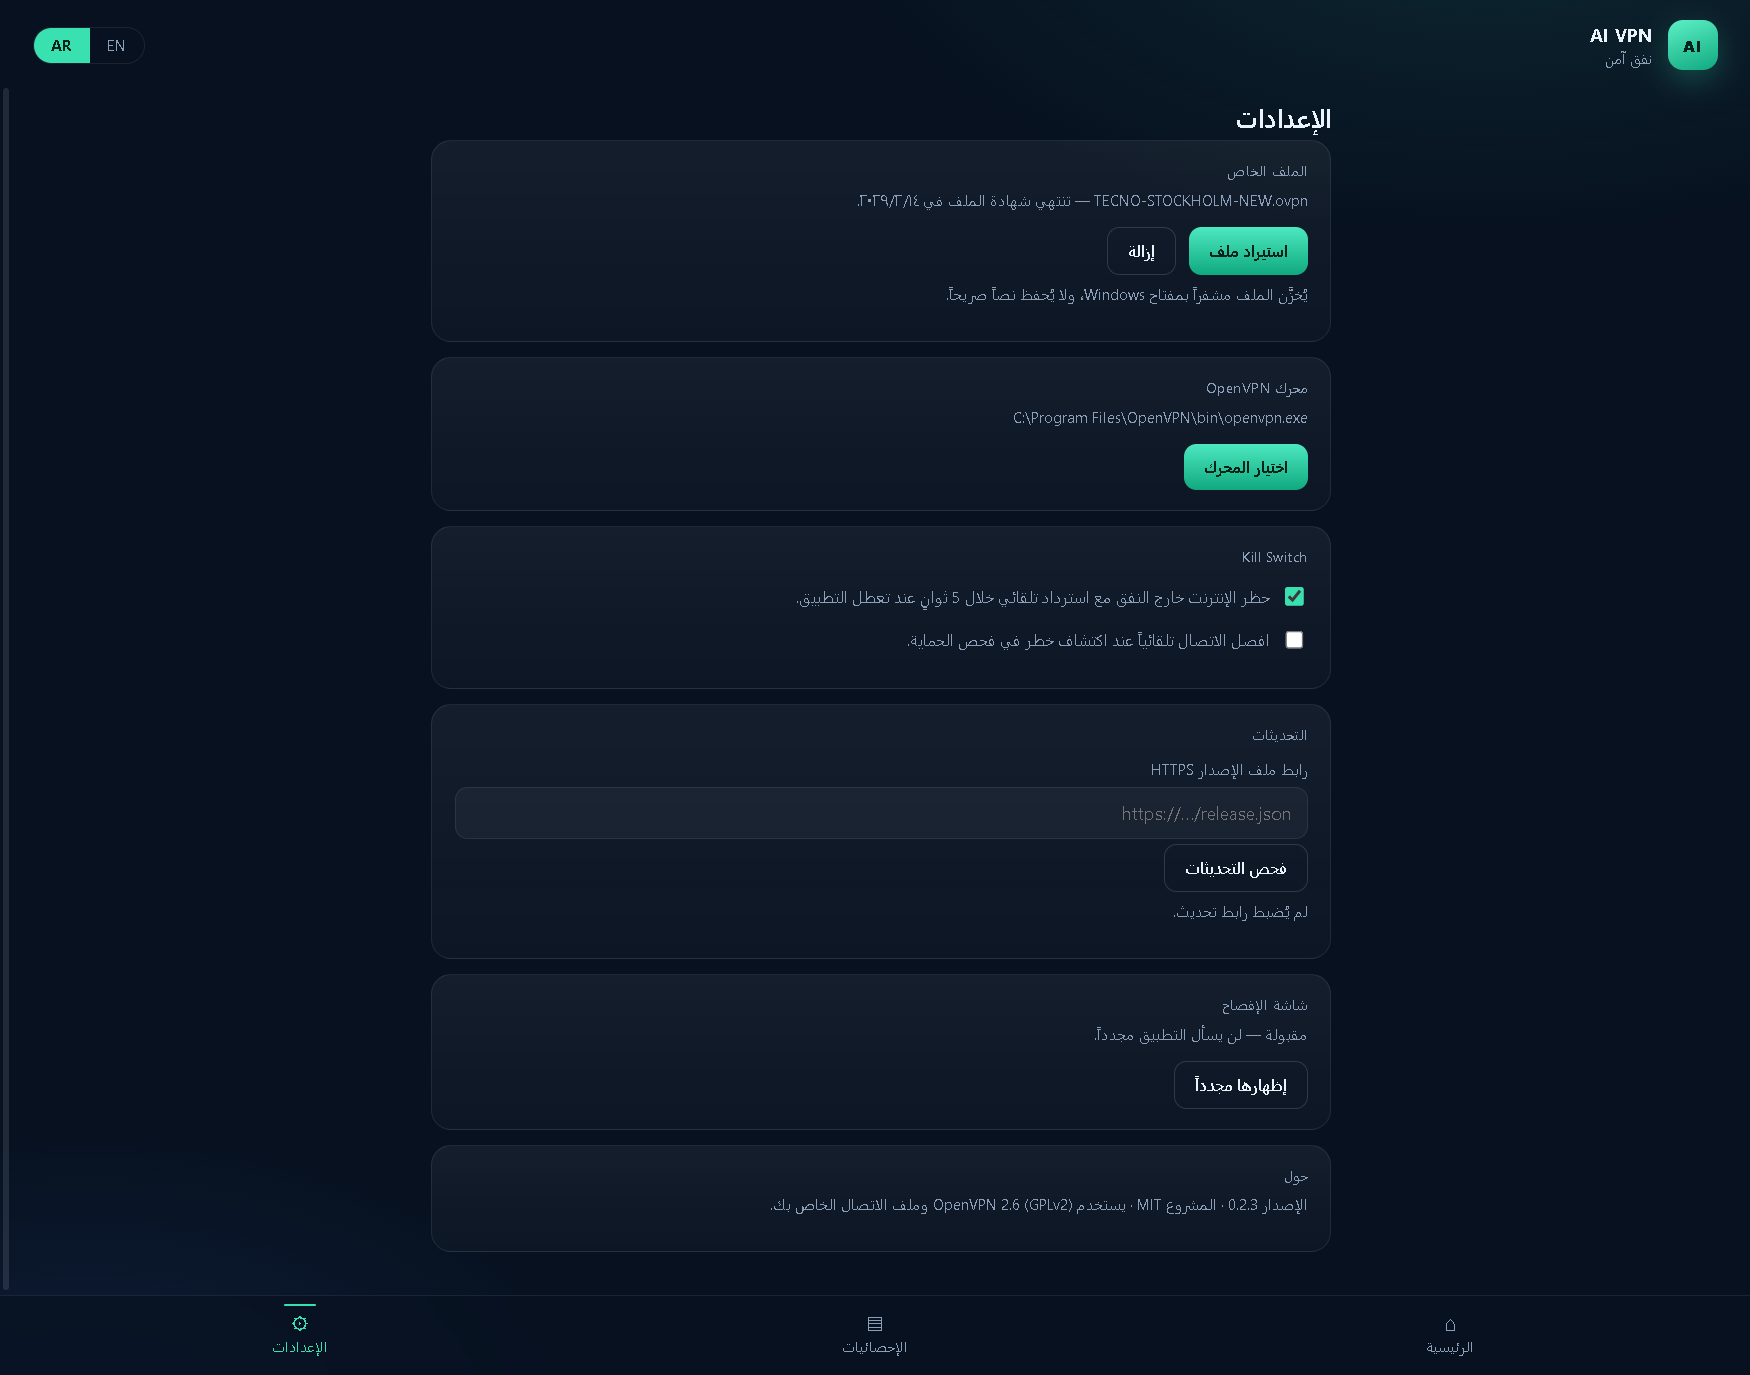 AI
AI VPN
نفق آمن
AR
EN
الإعدادات
الملف الخاص
TECNO-STOCKHOLM-NEW.ovpn — تنتهي شهادة الملف في ٢٠٢٩/٢/١٤.
استيراد ملف
إزالة
يُخزَّن الملف مشفراً بمفتاح Windows، ولا يُحفظ نصاً صريحاً.
محرك OpenVPN
C:\Program Files\OpenVPN\bin\openvpn.exe
اختيار المحرك
Kill Switch
حظر الإنترنت خارج النفق مع استرداد تلقائي خلال 5 ثوانٍ عند تعطل التطبيق.
افصل الاتصال تلقائياً عند اكتشاف خطر في فحص الحماية.
التحديثات
رابط ملف الإصدار HTTPS
https://…/release.json
فحص التحديثات
لم يُضبط رابط تحديث.
شاشة الإفصاح
مقبولة — لن يسأل التطبيق مجدداً.
إظهارها مجدداً
حول
الإصدار 0.2.3 · المشروع MIT · يستخدم OpenVPN 2.6 (GPLv2) وملف الاتصال الخاص بك.
الرئيسية
الإحصائيات
الإعدادات